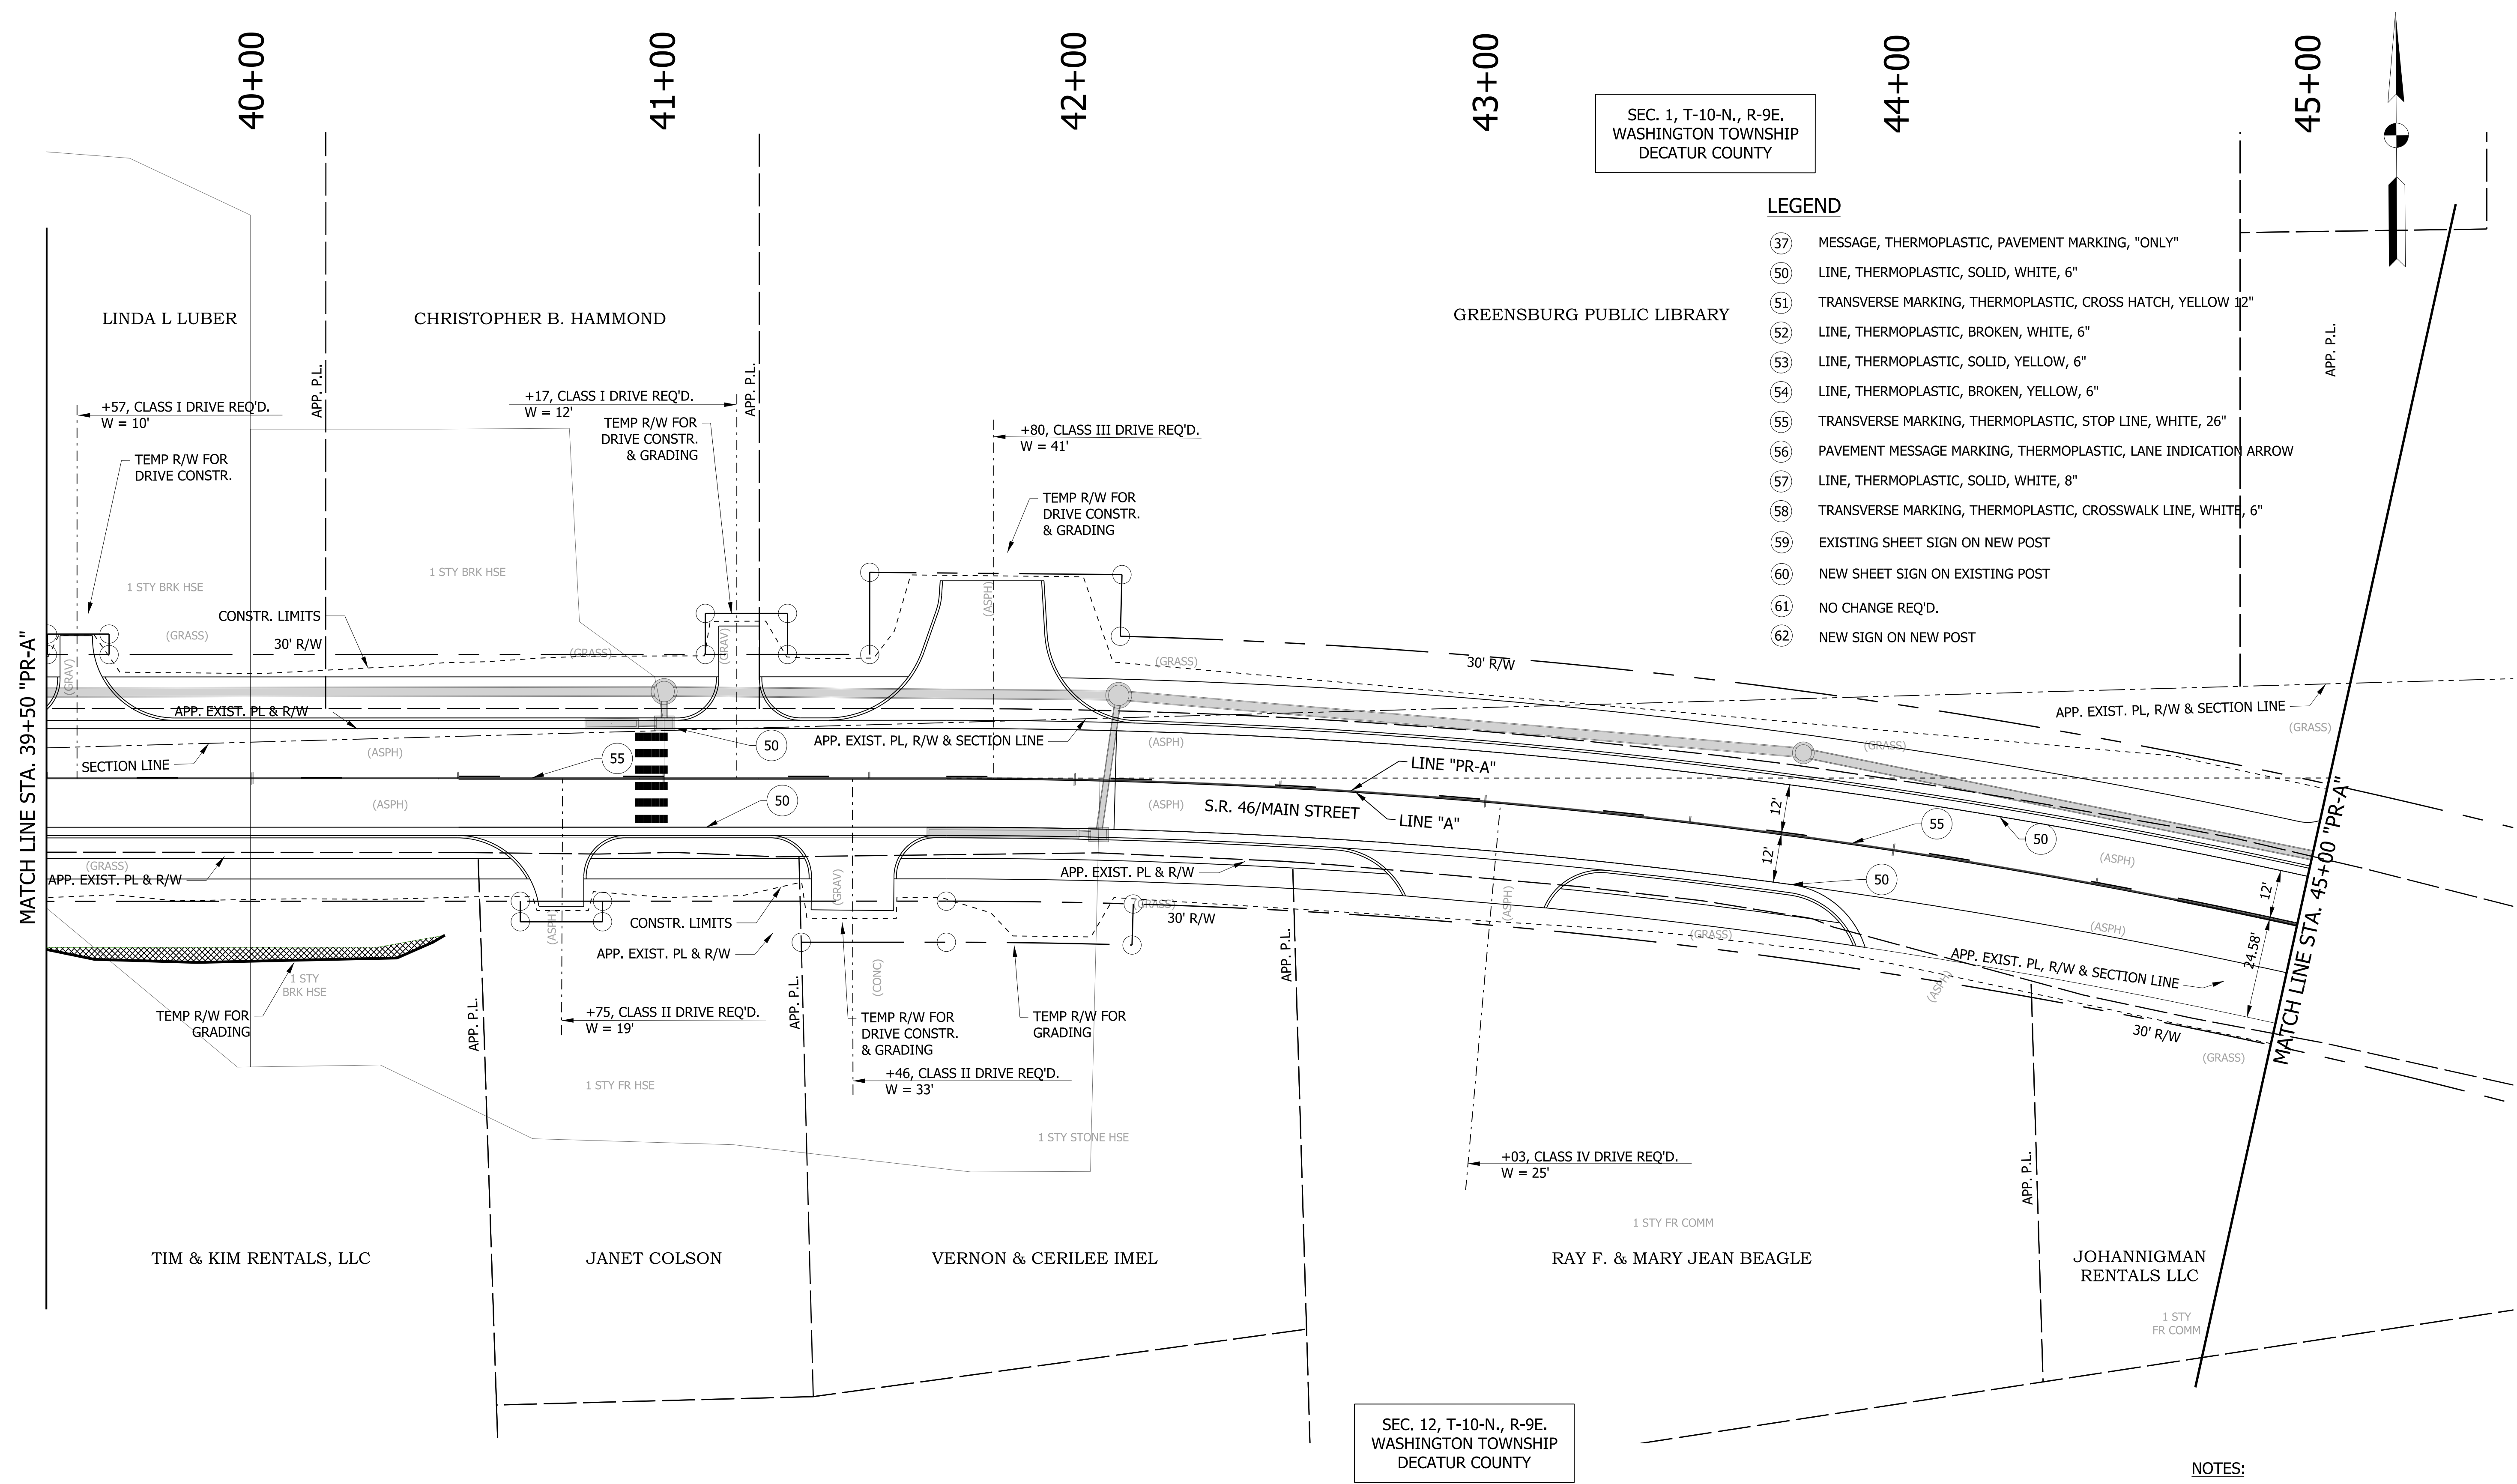 40+00
41+00
42+00
43+00
44+00
45+00
SEC. 1, T-10-N., R-9E.
WASHINGTON TOWNSHIP
DECATUR COUNTY
LEGEND
37 MESSAGE, THERMOPLASTIC, PAVEMENT MARKING, "ONLY"
50 LINE, THERMOPLASTIC, SOLID, WHITE, 6"
51 TRANSVERSE MARKING, THERMOPLASTIC, CROSS HATCH, YELLOW 12"
52 LINE, THERMOPLASTIC, BROKEN, WHITE, 6"
53 LINE, THERMOPLASTIC, SOLID, YELLOW, 6"
54 LINE, THERMOPLASTIC, BROKEN, YELLOW, 6"
55 TRANSVERSE MARKING, THERMOPLASTIC, STOP LINE, WHITE, 26"
56 PAVEMENT MESSAGE MARKING, THERMOPLASTIC, LANE INDICATION ARROW
57 LINE, THERMOPLASTIC, SOLID, WHITE, 8"
58 TRANSVERSE MARKING, THERMOPLASTIC, CROSSWALK LINE, WHITE, 6"
59 EXISTING SHEET SIGN ON NEW POST
60 NEW SHEET SIGN ON EXISTING POST
61 NO CHANGE REQ'D.
62 NEW SIGN ON NEW POST
LINDA L LUBER
CHRISTOPHER B. HAMMOND
GREENSBURG PUBLIC LIBRARY
APP. P.L.
APP. P.L.
APP. P.L.
+57, CLASS I DRIVE REQ'D.
W = 10'
+17, CLASS I DRIVE REQ'D.
W = 12'
TEMP R/W FOR
DRIVE CONSTR.
& GRADING
+80, CLASS III DRIVE REQ'D.
W = 41'
TEMP R/W FOR
DRIVE CONSTR.
TEMP R/W FOR
DRIVE CONSTR.
& GRADING
1 STY BRK HSE
1 STY BRK HSE
CONSTR. LIMITS
(GRASS)
30' R/W
(GRASS)
(GRAV)
(GRAV)
(ASPH)
(GRASS)
30' R/W
MATCH LINE STA. 39+50 "PR-A"
APP. EXIST. PL & R/W
APP. EXIST. PL, R/W & SECTION LINE
(GRASS)
(GRASS)
SECTION LINE
(ASPH)
55
50
APP. EXIST. PL, R/W & SECTION LINE
(ASPH)
LINE "PR-A"
(ASPH)
50
(ASPH)
S.R. 46/MAIN STREET
LINE "A"
12'
12'
55
50
(ASPH)
(GRASS)
APP. EXIST. PL & R/W
APP. EXIST. PL & R/W
50
12'
24.58'
MATCH LINE STA. 45+00 "PR-A"
(ASPH)
(GRAV)
(GRASS)
30' R/W
(ASPH)
(GRASS)
(ASPH)
CONSTR. LIMITS
APP. EXIST. PL & R/W
APP. EXIST. PL, R/W & SECTION LINE
(ASPH)
30' R/W
(GRASS)
1 STY
BRK HSE
(CONC)
TEMP R/W FOR
GRADING
APP. P.L.
+75, CLASS II DRIVE REQ'D.
W = 19'
APP. P.L.
TEMP R/W FOR
DRIVE CONSTR.
& GRADING
TEMP R/W FOR
GRADING
APP. P.L.
+46, CLASS II DRIVE REQ'D.
W = 33'
1 STY FR HSE
1 STY STONE HSE
+03, CLASS IV DRIVE REQ'D.
W = 25'
APP. P.L.
1 STY FR COMM
TIM & KIM RENTALS, LLC
JANET COLSON
VERNON & CERILEE IMEL
RAY F. & MARY JEAN BEAGLE
JOHANNIGMAN
RENTALS LLC
1 STY
FR COMM
SEC. 12, T-10-N., R-9E.
WASHINGTON TOWNSHIP
DECATUR COUNTY
NOTES: